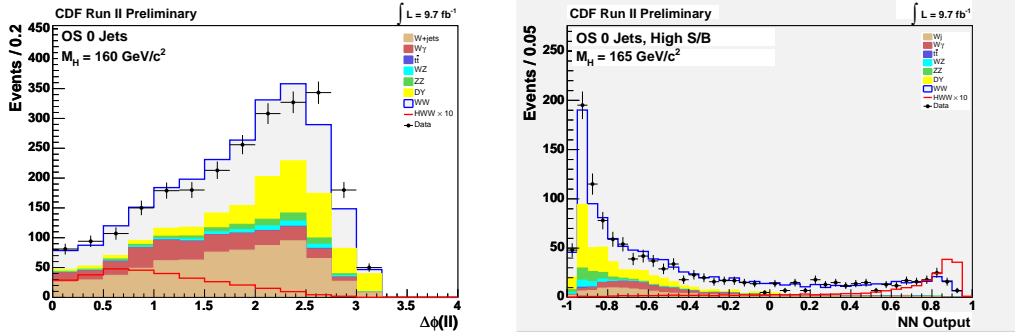 CDF Run II Preliminary
∫ L = 9.7 fb⁻¹
OS 0 Jets
M_H = 160 GeV/c²
W+jets
Wγ
tt̄
WZ
ZZ
DY
WW
HWW × 10
Data
Events / 0.2
450
400
350
300
250
200
150
100
50
0
0 0.5 1 1.5 2 2.5 3 3.5 4
Δϕ(ll)
CDF Run II Preliminary
∫ L = 9.7 fb⁻¹
OS 0 Jets, High S/B
M_H = 165 GeV/c²
Wj
Wγ
tt̄
WZ
ZZ
DY
WW
HWW × 10
Data
Events / 0.05
250
200
150
100
50
0
-1 -0.8 -0.6 -0.4 -0.2 0 0.2 0.4 0.6 0.8 1
NN Output